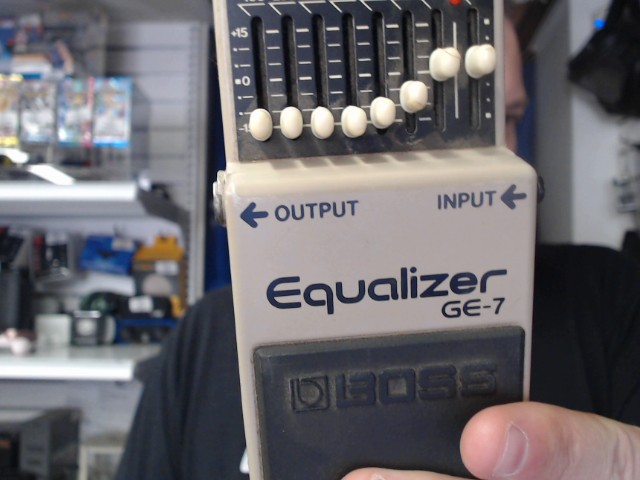 +15
0
OUTPUT
INPUT
Equalizer
GE-7
BOSS